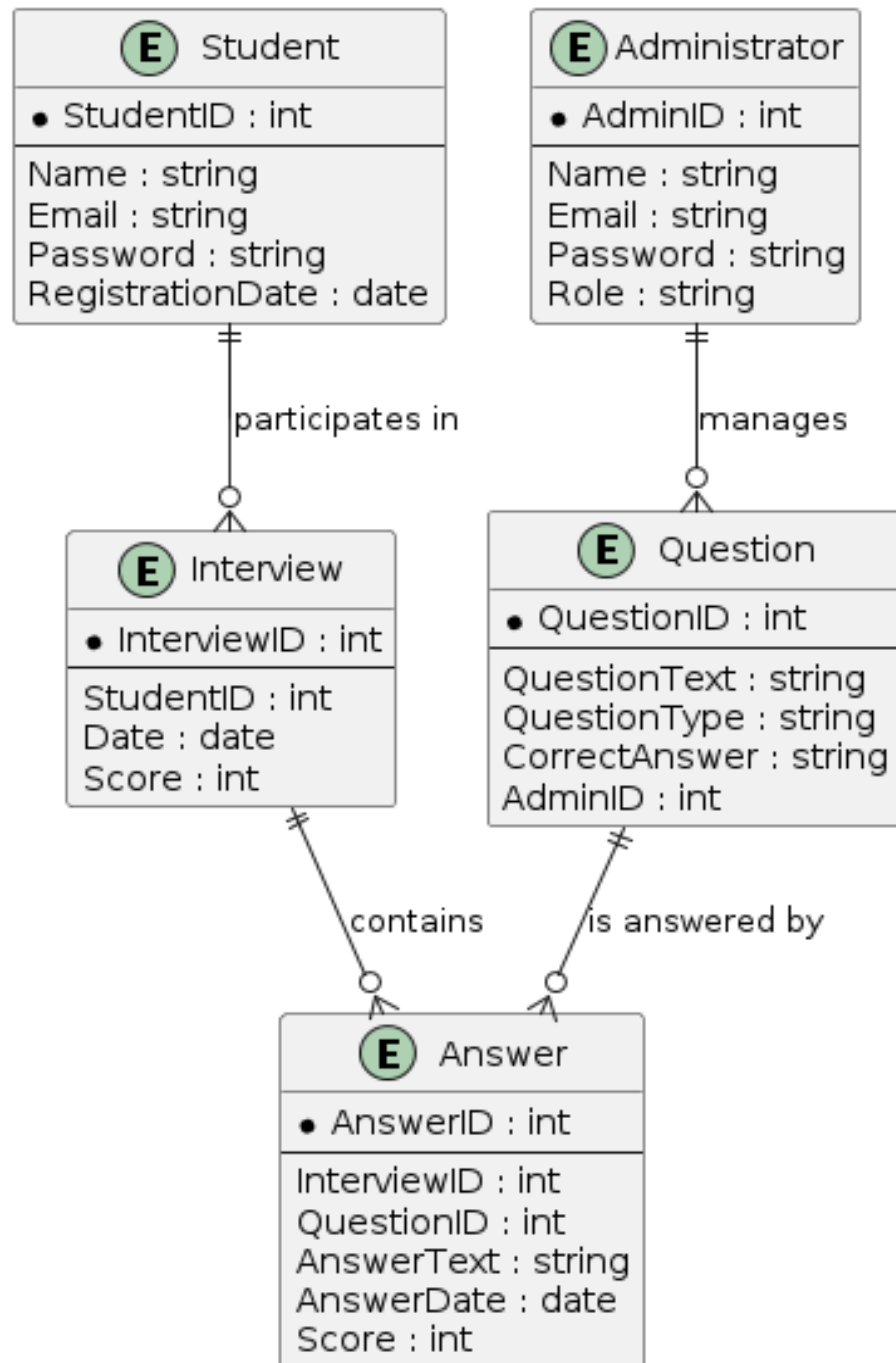 E Student
• StudentID : int
Name : string
Email : string
Password : string
RegistrationDate : date
E Administrator
• AdminID : int
Name : string
Email : string
Password : string
Role : string
participates in
manages
E Interview
• InterviewID : int
StudentID : int
Date : date
Score : int
E Question
• QuestionID : int
QuestionText : string
QuestionType : string
CorrectAnswer : string
AdminID : int
contains
is answered by
E Answer
• AnswerID : int
InterviewID : int
QuestionID : int
AnswerText : string
AnswerDate : date
Score : int